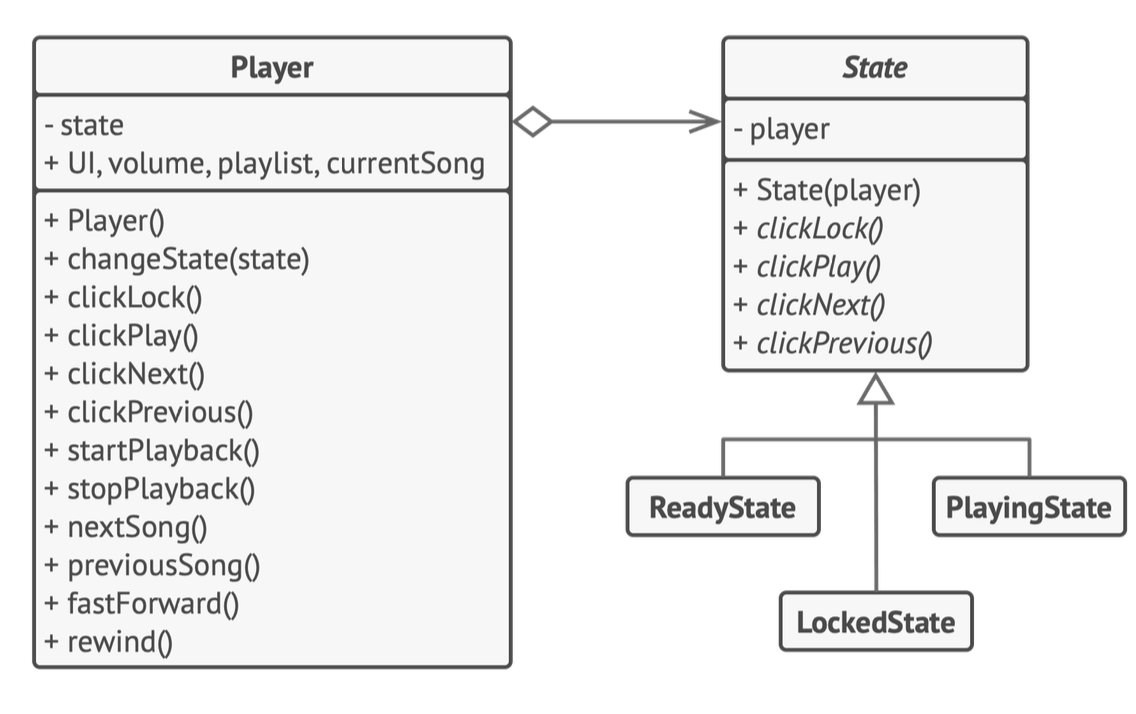 Player
- state
+ UI, volume, playlist, currentSong
+ Player()
+ changeState(state)
+ clickLock()
+ clickPlay()
+ clickNext()
+ clickPrevious()
+ startPlayback()
+ stopPlayback()
+ nextSong()
+ previousSong()
+ fastForward()
+ rewind()
State
- player
+ State(player)
+ clickLock()
+ clickPlay()
+ clickNext()
+ clickPrevious()
ReadyState
PlayingState
LockedState